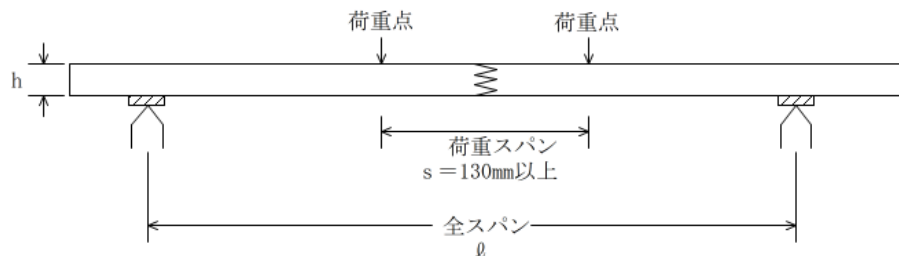 荷重点 荷重点
h
荷重スパン
s=130㎜以上
全スパン
ℓ